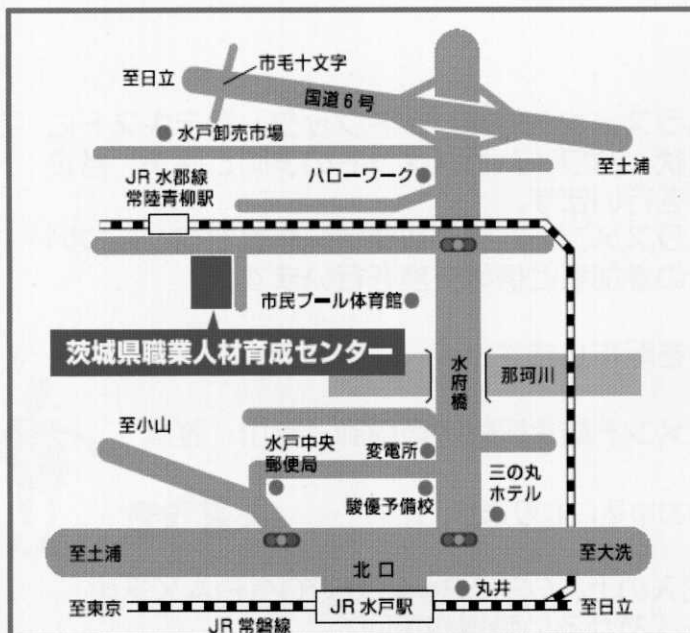 市毛十文字
至日立
国道6号
水戸卸売市場
至土浦
JR 水郡線
常陸青柳駅
ハローワーク
市民プール体育館
茨城県職業人材育成センター
水府橋
那珂川
至小山
水戸中央
郵便局
変電所
三の丸
ホテル
駿優予備校
至土浦
至大洗
北口
丸井
至東京
JR 水戸駅
至日立
JR 常磐線